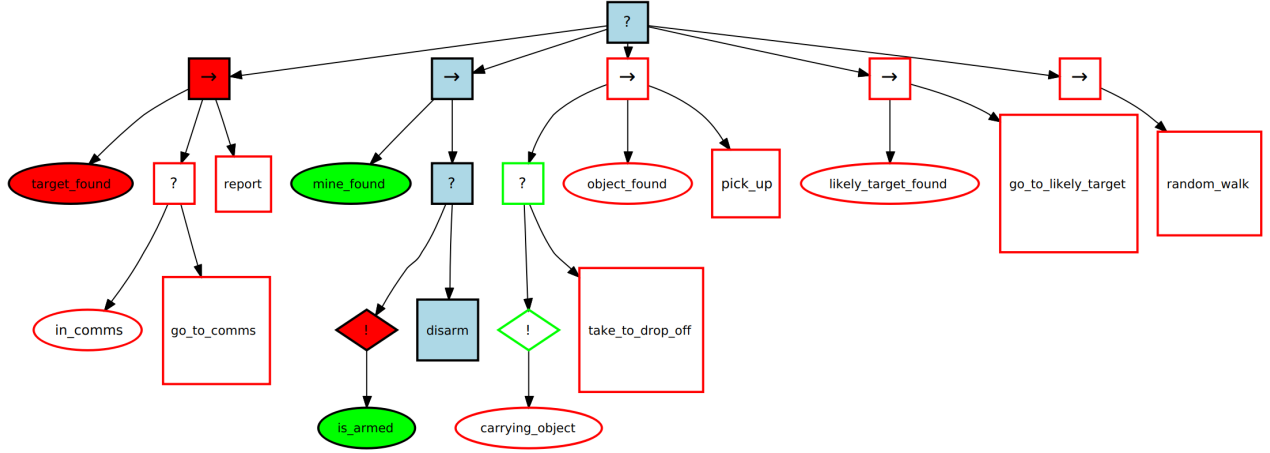 ?
→ → → → →
target_found ? report mine_found ? ? object_found pick_up likely_target_found go_to_likely_target random_walk
in_comms go_to_comms ! disarm ! take_to_drop_off
is_armed carrying_object